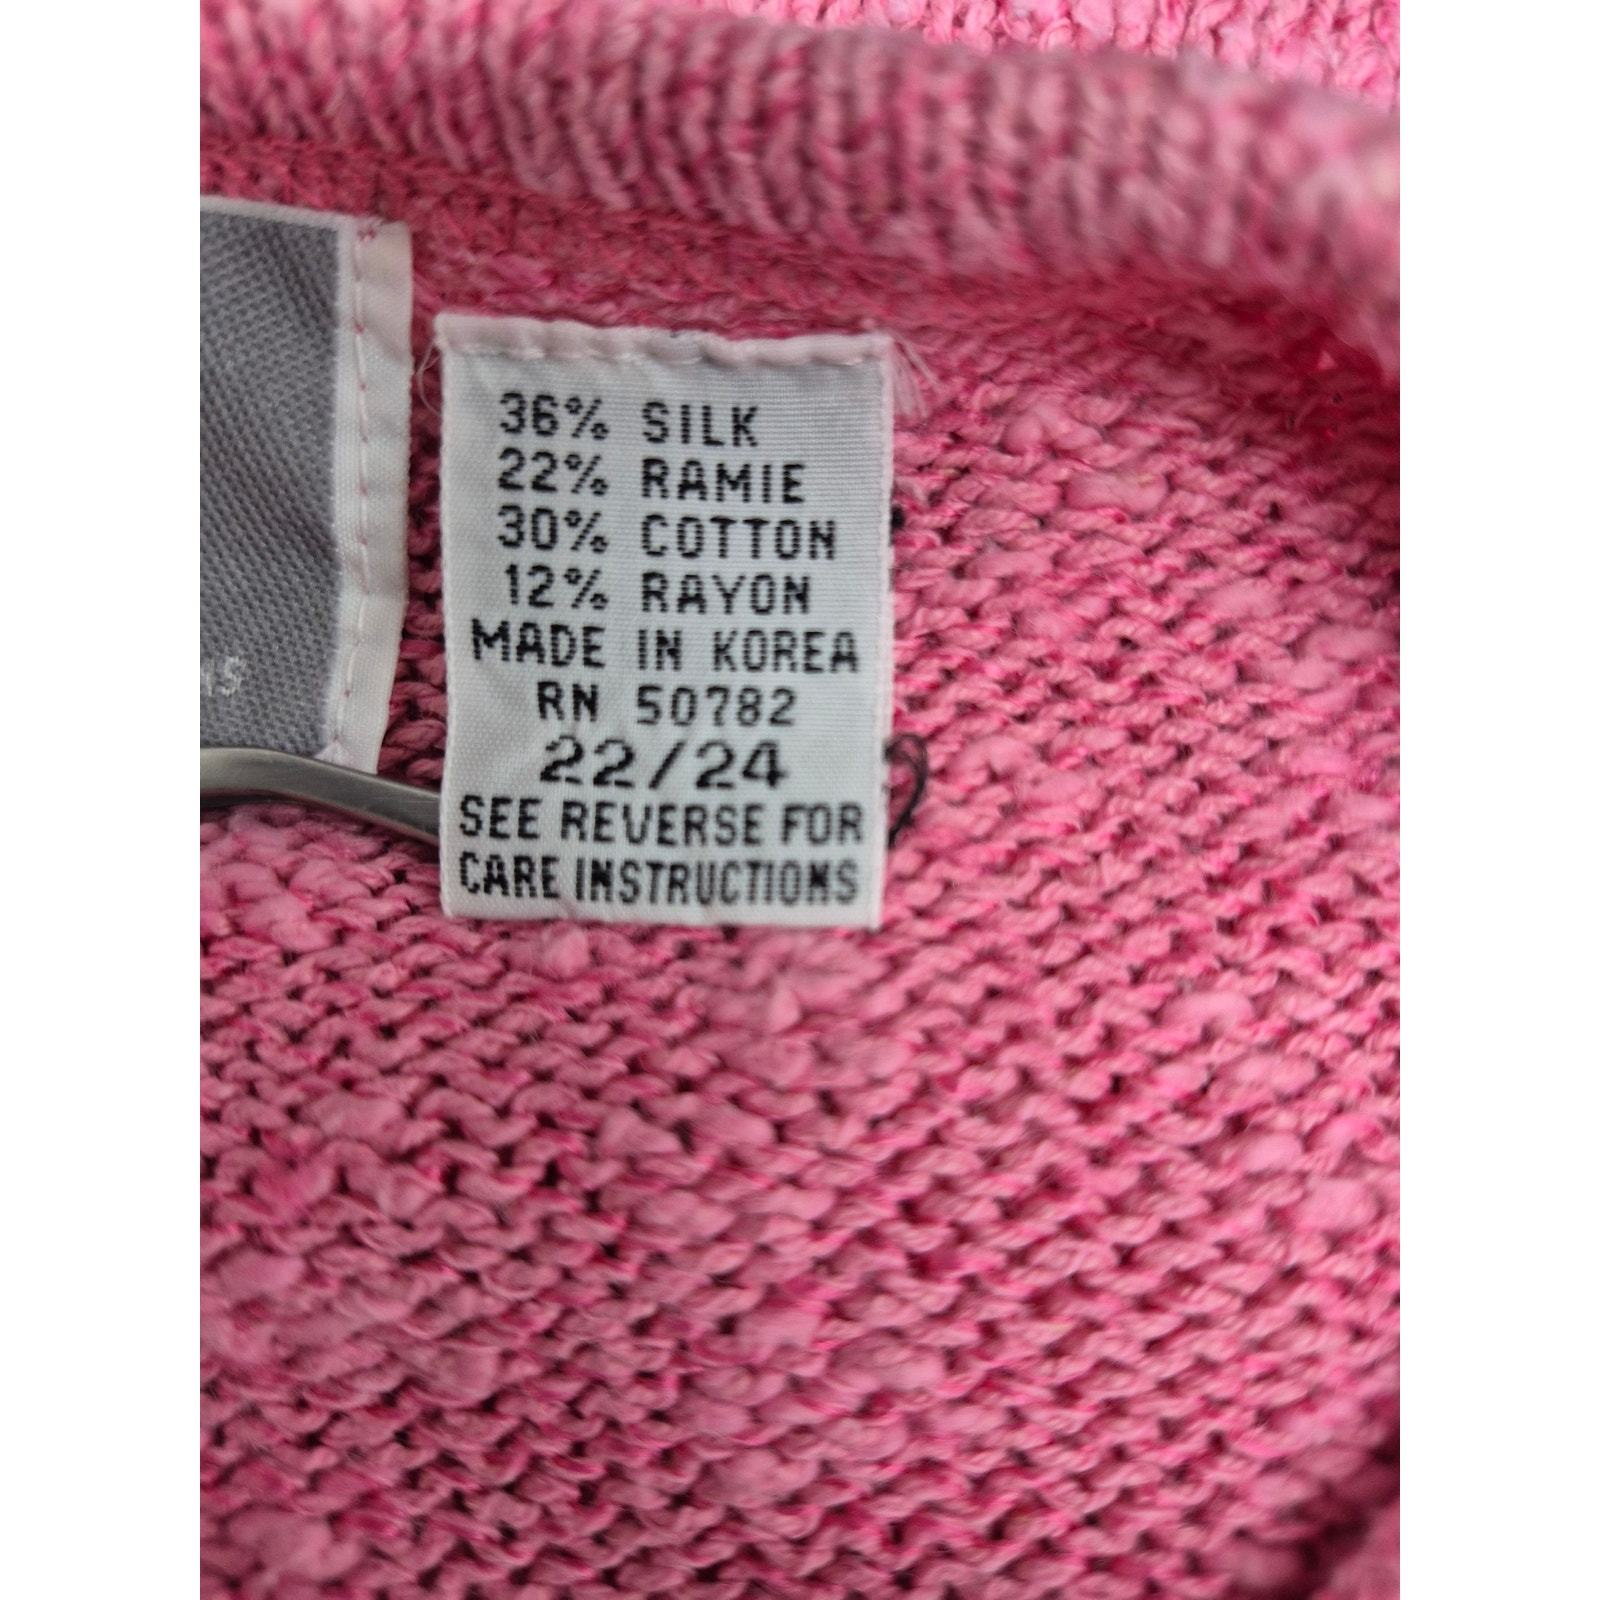 36% SILK
22% RAMIE
30% COTTON
12% RAYON
MADE IN KOREA
RN 50782
22/24
SEE REVERSE FOR
CARE INSTRUCTIONS